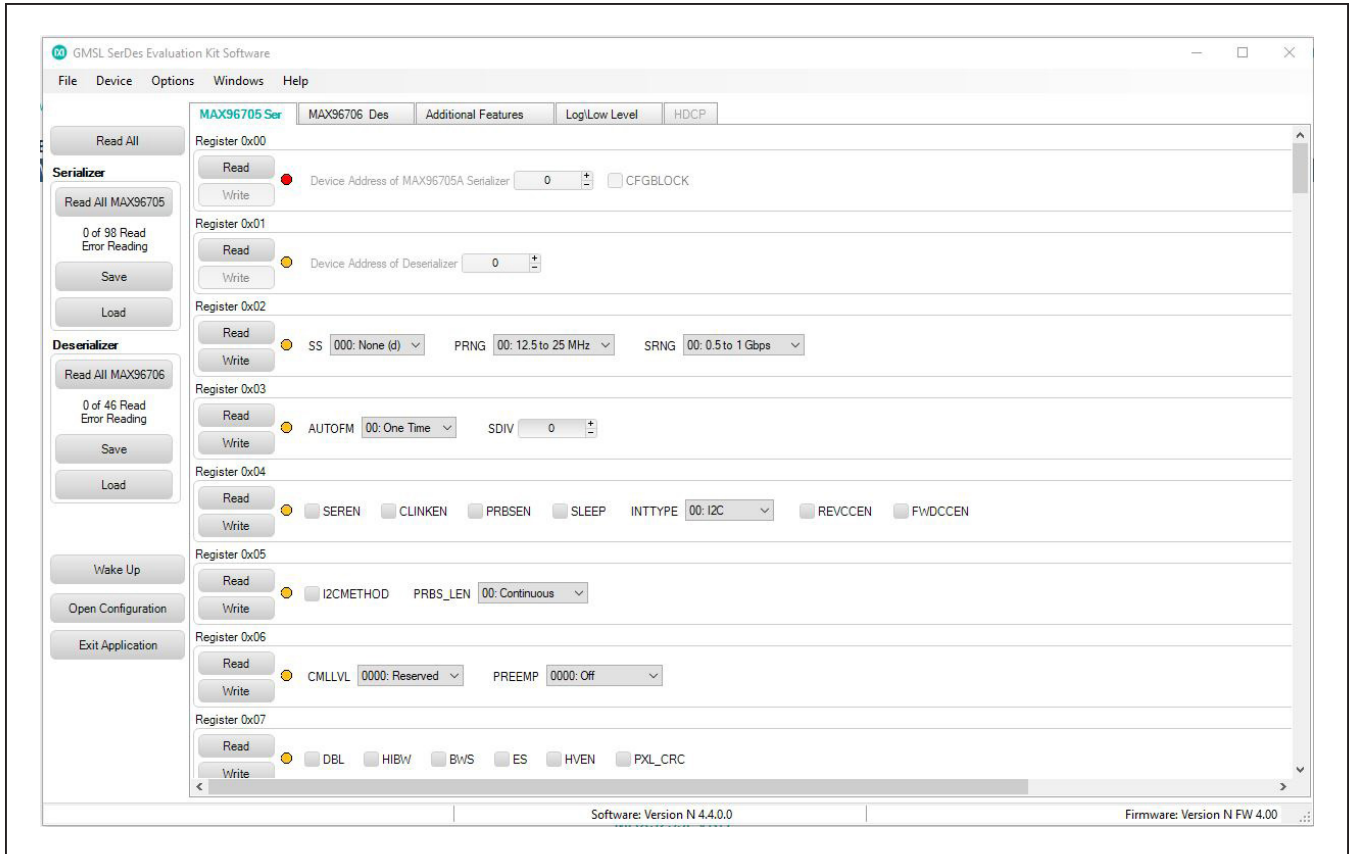 GMSL SerDes Evaluation Kit Software
File Device Options Windows Help
MAX96705 Ser MAX96706 Des Additional Features Log\Low Level HDCP
Read All
Serializer
Read All MAX96705
0 of 98 Read
Error Reading
Save
Load
Deserializer
Read All MAX96706
0 of 46 Read
Error Reading
Save
Load
Wake Up
Open Configuration
Exit Application
Register 0x00
Read
Write
Device Address of MAX96705A Serializer 0 CFGBLOCK
Register 0x01
Read
Write
Device Address of Deserializer 0
Register 0x02
Read
Write
SS 000: None (d) PRNG 00: 12.5 to 25 MHz SRNG 00: 0.5 to 1 Gbps
Register 0x03
Read
Write
AUTOFM 00: One Time SDIV 0
Register 0x04
Read
Write
SEREN CLINKEN PRBSEN SLEEP INTTYPE 00: I2C REVCCEN FWDCCEN
Register 0x05
Read
Write
I2CMETHOD PRBS_LEN 00: Continuous
Register 0x06
Read
Write
CMLLVL 0000: Reserved PREEMP 0000: Off
Register 0x07
Read
Write
DBL HIBW BWS ES HVEN PXL_CRC
Software: Version N 4.4.0.0
Firmware: Version N FW 4.00